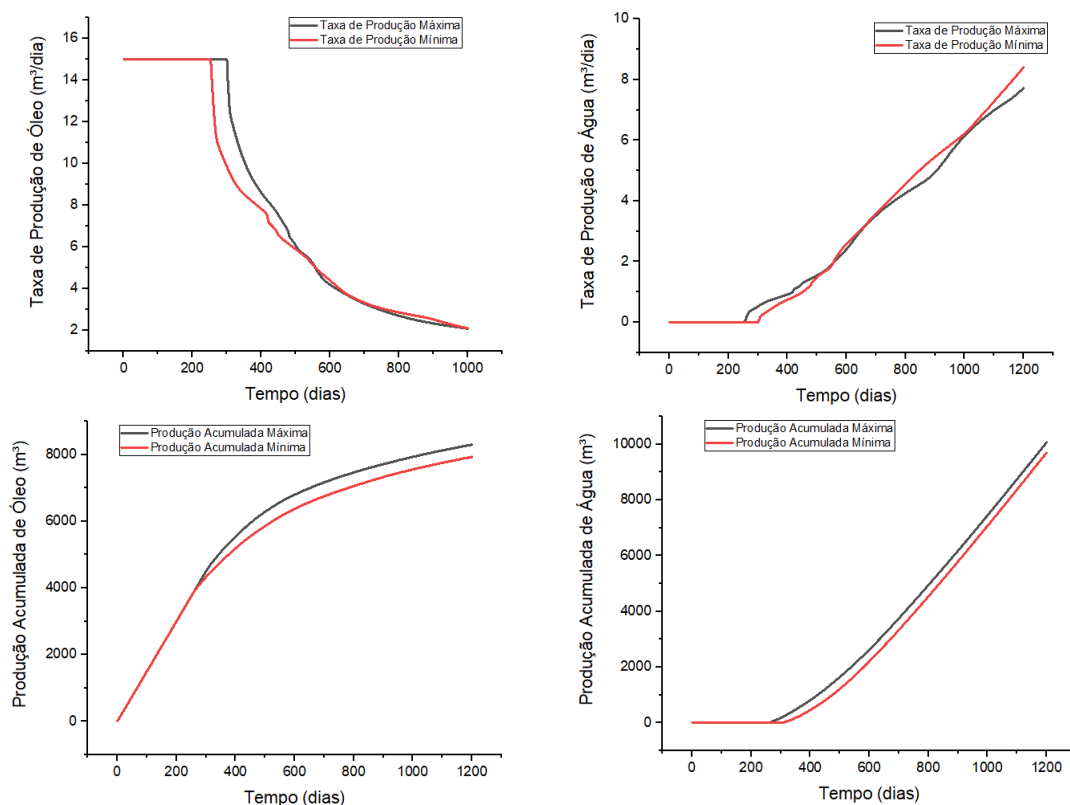 Taxa de Produção de Óleo (m³/dia)
16
14
12
10
8
6
4
2
Taxa de Produção Máxima
Taxa de Produção Mínima
0 200 400 600 800 1000
Tempo (dias)
Taxa de Produção de Água (m³/dia)
10
8
6
4
2
0
Taxa de Produção Máxima
Taxa de Produção Mínima
0 200 400 600 800 1000 1200
Tempo (dias)
Produção Acumulada de Óleo (m³)
8000
6000
4000
2000
0
Produção Acumulada Máxima
Produção Acumulada Mínima
0 200 400 600 800 1000 1200
Tempo (dias)
Produção Acumulada de Água (m³)
10000
8000
6000
4000
2000
0
Produção Acumulada Máxima
Produção Acumulada Mínima
0 200 400 600 800 1000 1200
Tempo (dias)